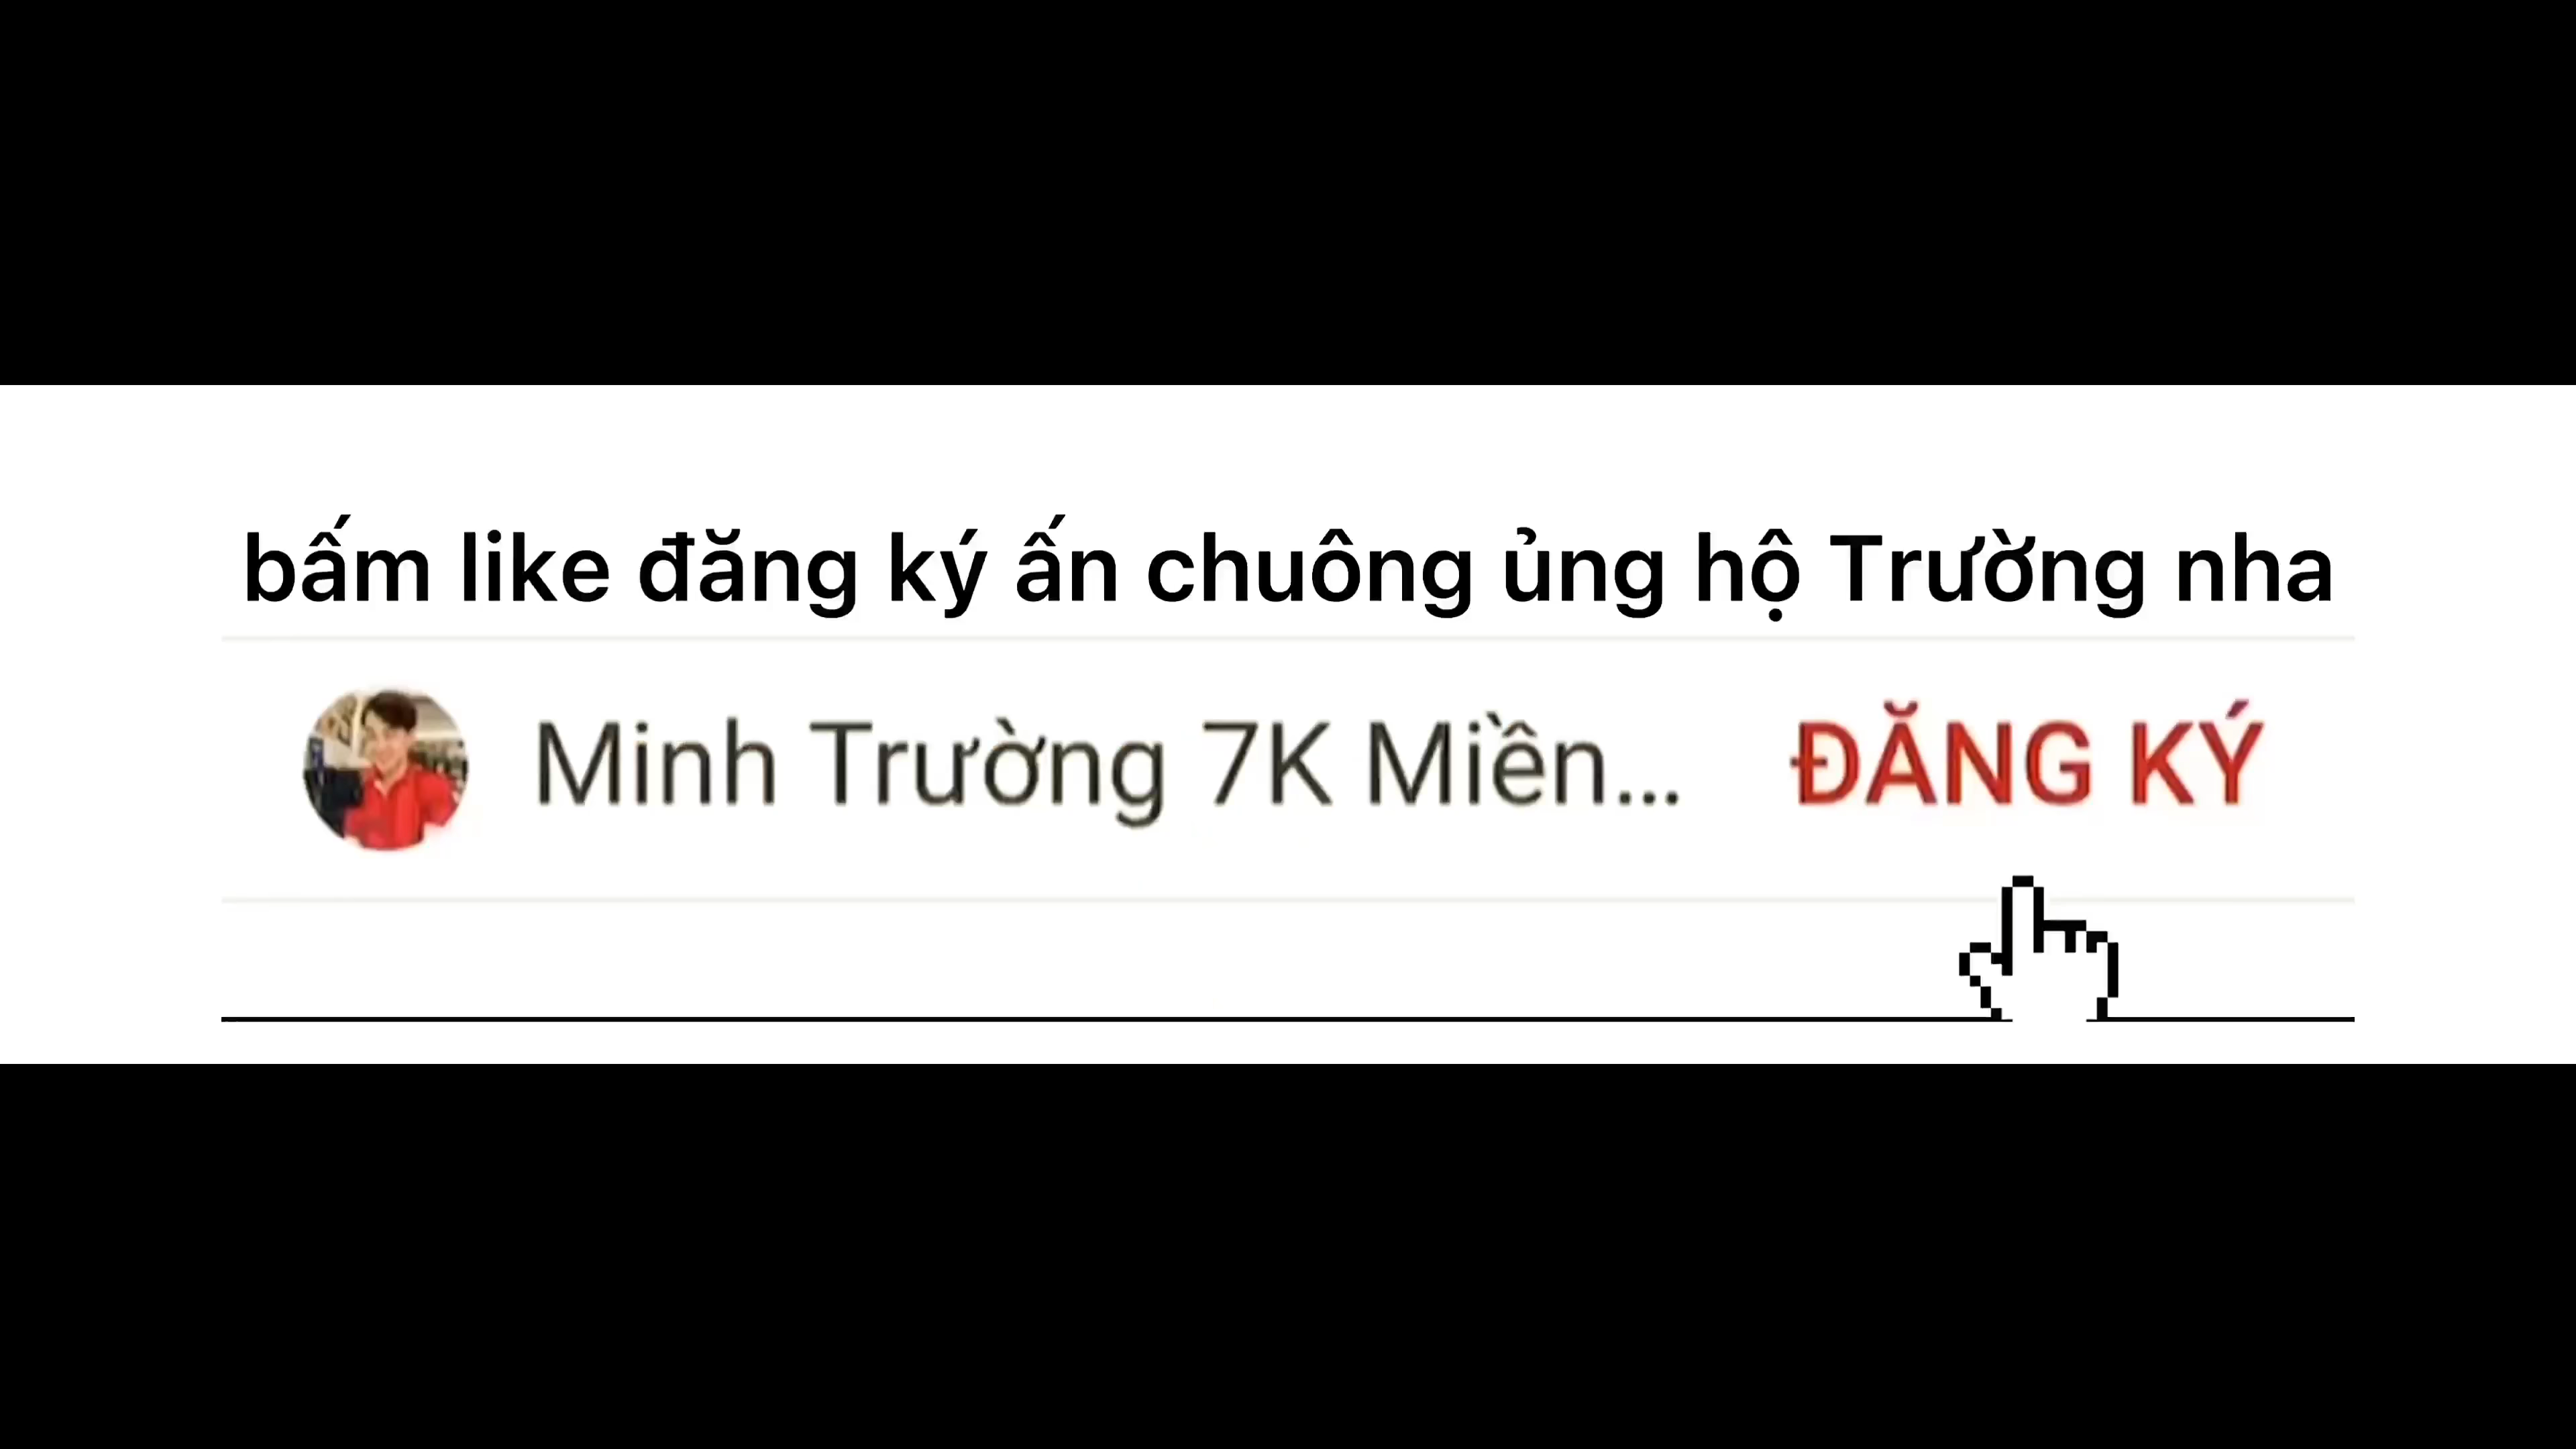 bấm like đăng ký ấn chuông ủng hộ Trường nha
Minh Trường 7K Miền... ĐĂNG KÝ